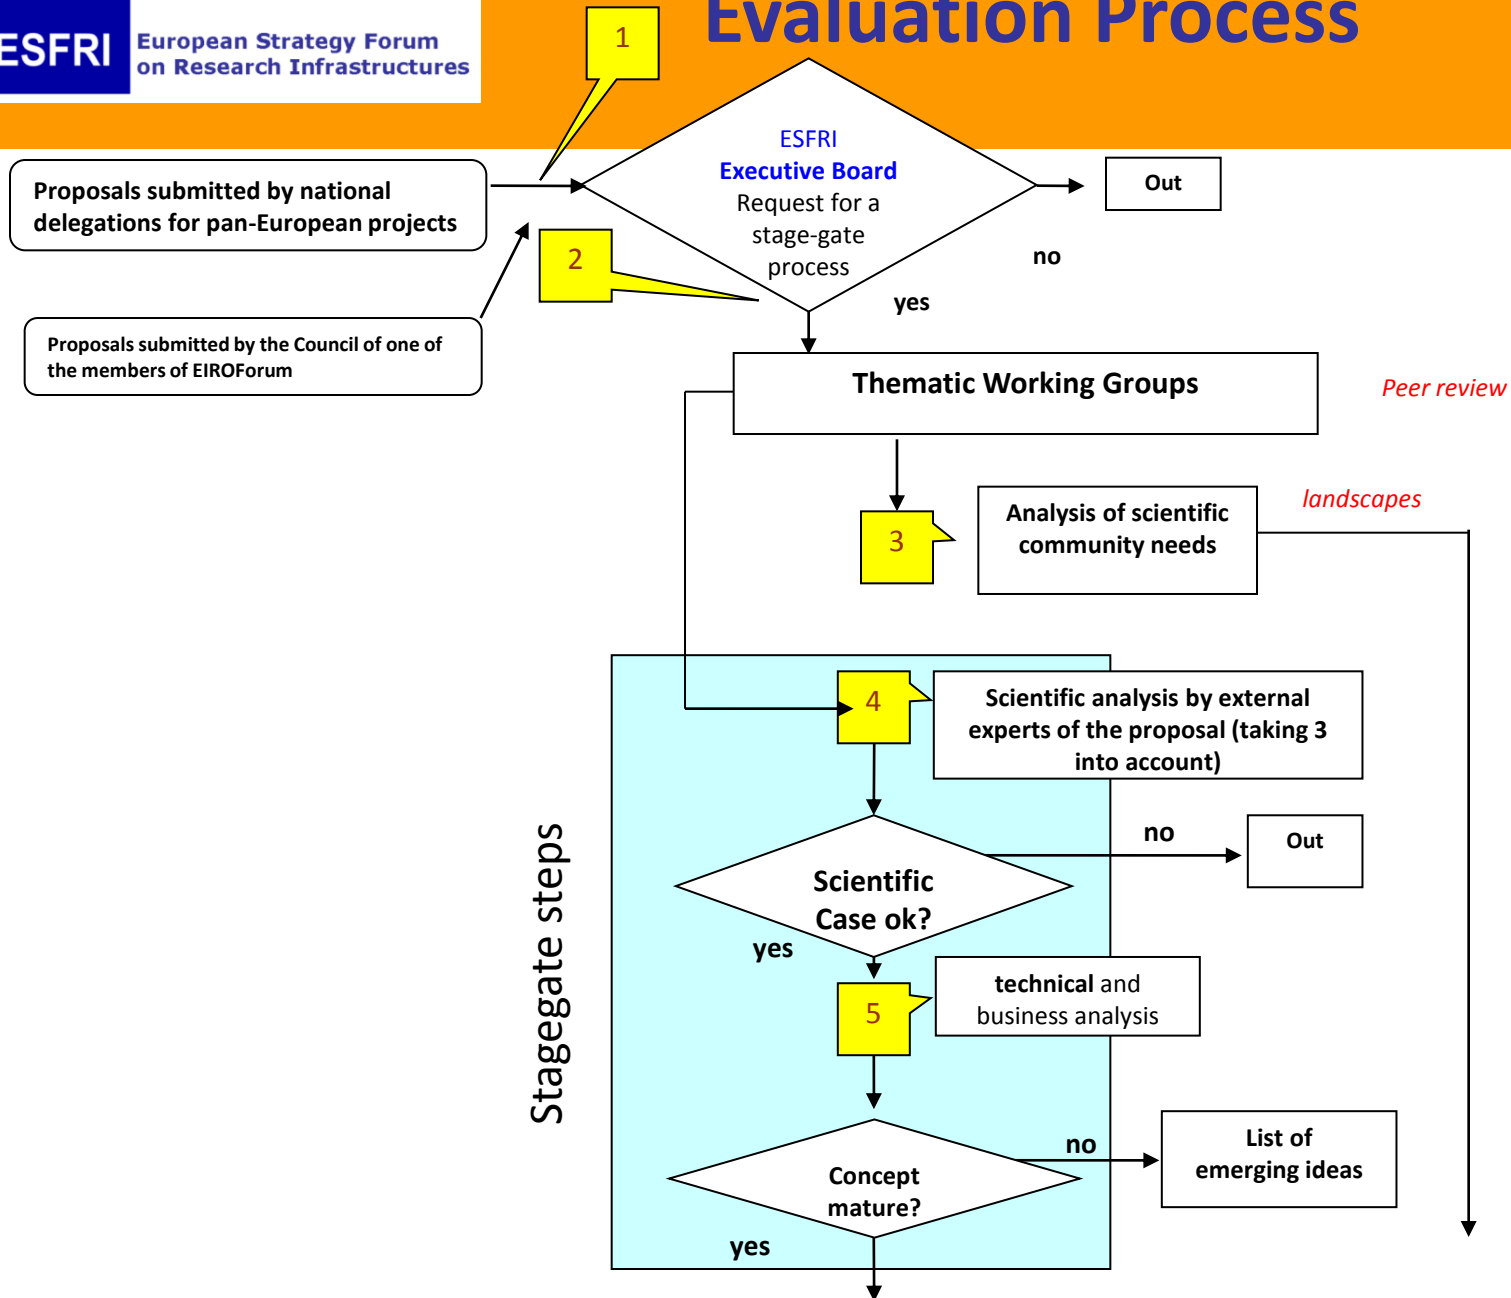 Evaluation Process
ESFRI
European Strategy Forum
on Research Infrastructures
1
ESFRI
Executive Board
Request for a
stage-gate
process
Out
Proposals submitted by national
delegations for pan-European projects
2
no
yes
Proposals submitted by the Council of one of
the members of EIROForum
Thematic Working Groups
Peer review
3
Analysis of scientific
community needs
landscapes
4
Scientific analysis by external
experts of the proposal (taking 3
into account)
Stagegate steps
Scientific
Case ok?
no
Out
yes
5
technical and
business analysis
Concept
mature?
no
List of
emerging ideas
yes